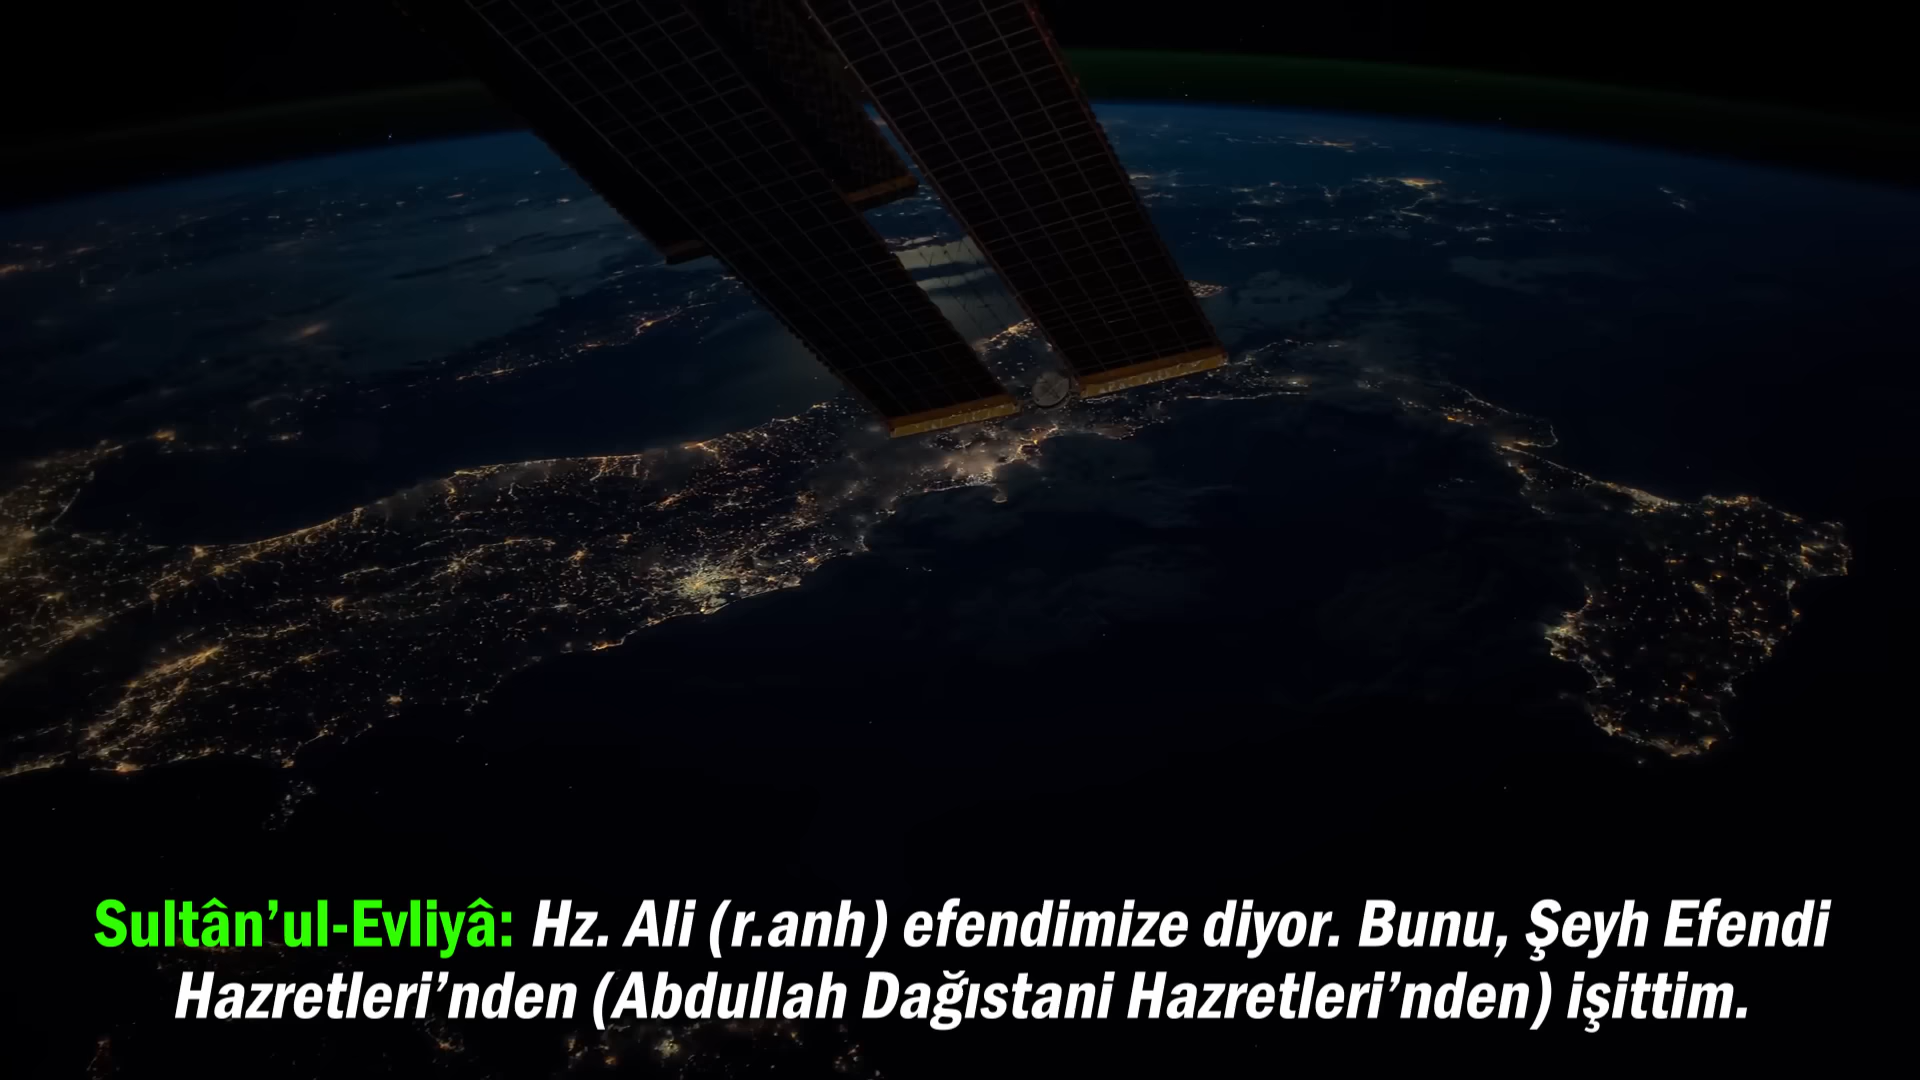 Sultân’ul-Evliyâ: Hz. Ali (r.anh) efendimize diyor. Bunu, Şeyh Efendi
Hazretleri’nden (Abdullah Dağıstani Hazretleri’nden) işittim.